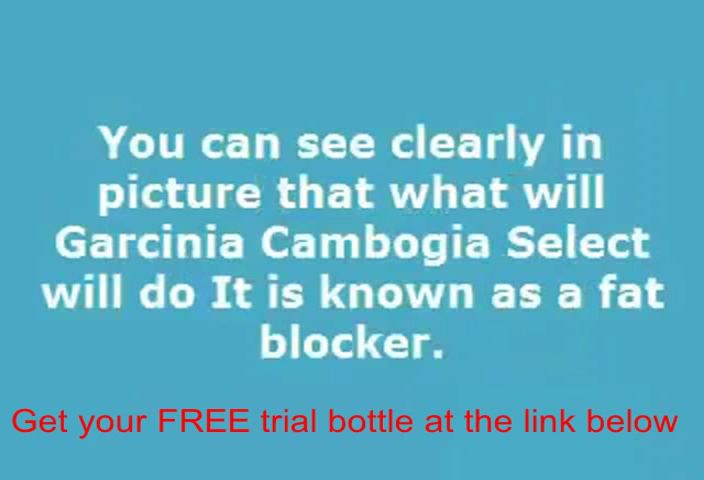 You can see clearly in
picture that what will
Garcinia Cambogia Select
will do It is known as a fat
blocker.
Get your FREE trial bottle at the link below